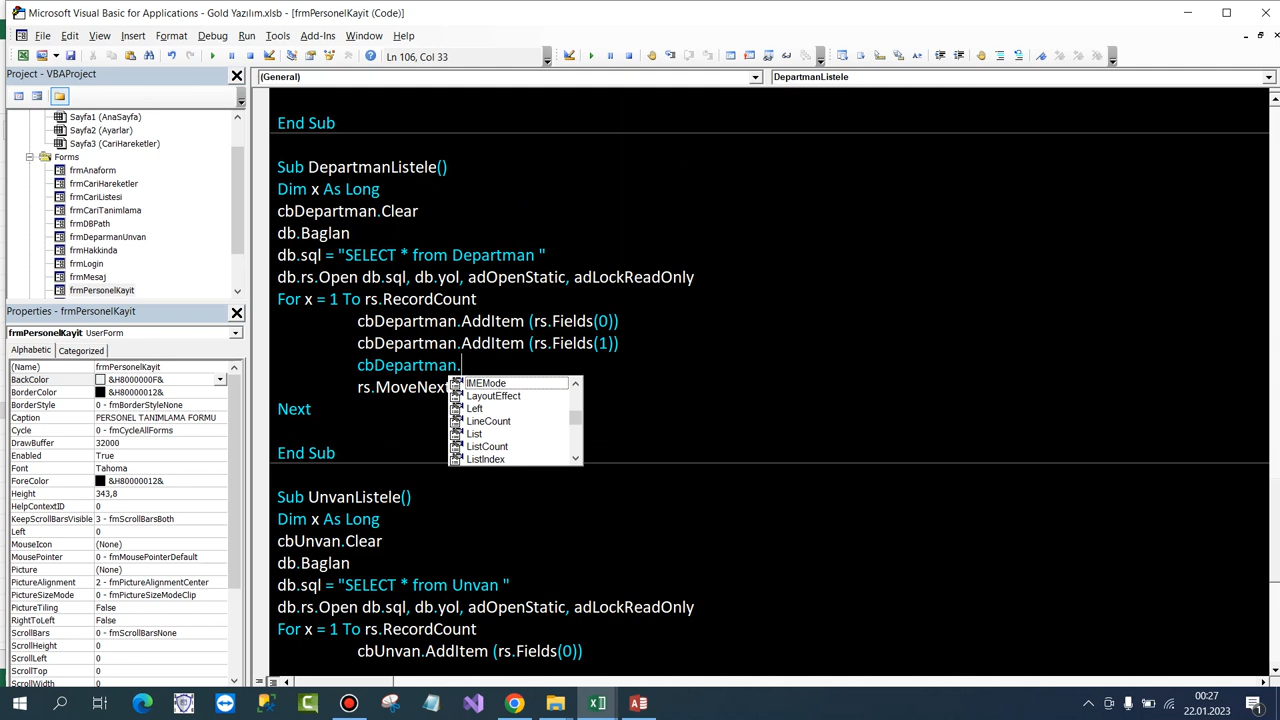 Microsoft Visual Basic for Applications - Gold Yazılım.xlsb - [frmPersonelKayit (Code)]
File Edit View Insert Format Debug Run Tools Add-Ins Window Help
Ln 106, Col 33
Project - VBAProject
(General)
DepartmanListele
Sayfa1 (AnaSayfa)
Sayfa2 (Ayarlar)
Sayfa3 (CariHareketler)
Forms
frmAnaform
frmCariHareketler
frmCariListesi
frmCariTanimlama
frmDBPath
frmDeparmanUnvan
frmHakkinda
frmLogin
frmMesaj
frmPersonelKayit
Properties - frmPersonelKayit
frmPersonelKayit UserForm
Alphabetic Categorized
(Name) frmPersonelKayit
BackColor &H8000000F&
BorderColor &H80000012&
BorderStyle 0 - fmBorderStyleNone
Caption PERSONEL TANIMLAMA FORMU
Cycle 0 - fmCycleAllForms
DrawBuffer 32000
Enabled True
Font Tahoma
ForeColor &H80000012&
Height 343,8
HelpContextID 0
KeepScrollBarsVisible 3 - fmScrollBarsBoth
Left 0
MouseIcon (None)
MousePointer 0 - fmMousePointerDefault
Picture (None)
PictureAlignment 2 - fmPictureAlignmentCenter
PictureSizeMode 0 - fmPictureSizeModeClip
PictureTiling False
RightToLeft False
ScrollBars 0 - fmScrollBarsNone
ScrollHeight 0
ScrollLeft 0
ScrollTop 0
ScrollWidth 0
End Sub
Sub DepartmanListele()
Dim x As Long
cbDepartman.Clear
db.Baglan
db.sql = "SELECT * from Departman "
db.rs.Open db.sql, db.yol, adOpenStatic, adLockReadOnly
For x = 1 To rs.RecordCount
cbDepartman.AddItem (rs.Fields(0))
cbDepartman.AddItem (rs.Fields(1))
cbDepartman.
rs.MoveNext
Next
IMEMode
LayoutEffect
Left
LineCount
List
ListCount
ListIndex
End Sub
Sub UnvanListele()
Dim x As Long
cbUnvan.Clear
db.Baglan
db.sql = "SELECT * from Unvan "
db.rs.Open db.sql, db.yol, adOpenStatic, adLockReadOnly
For x = 1 To rs.RecordCount
cbUnvan.AddItem (rs.Fields(0))
00:27
22.01.2023